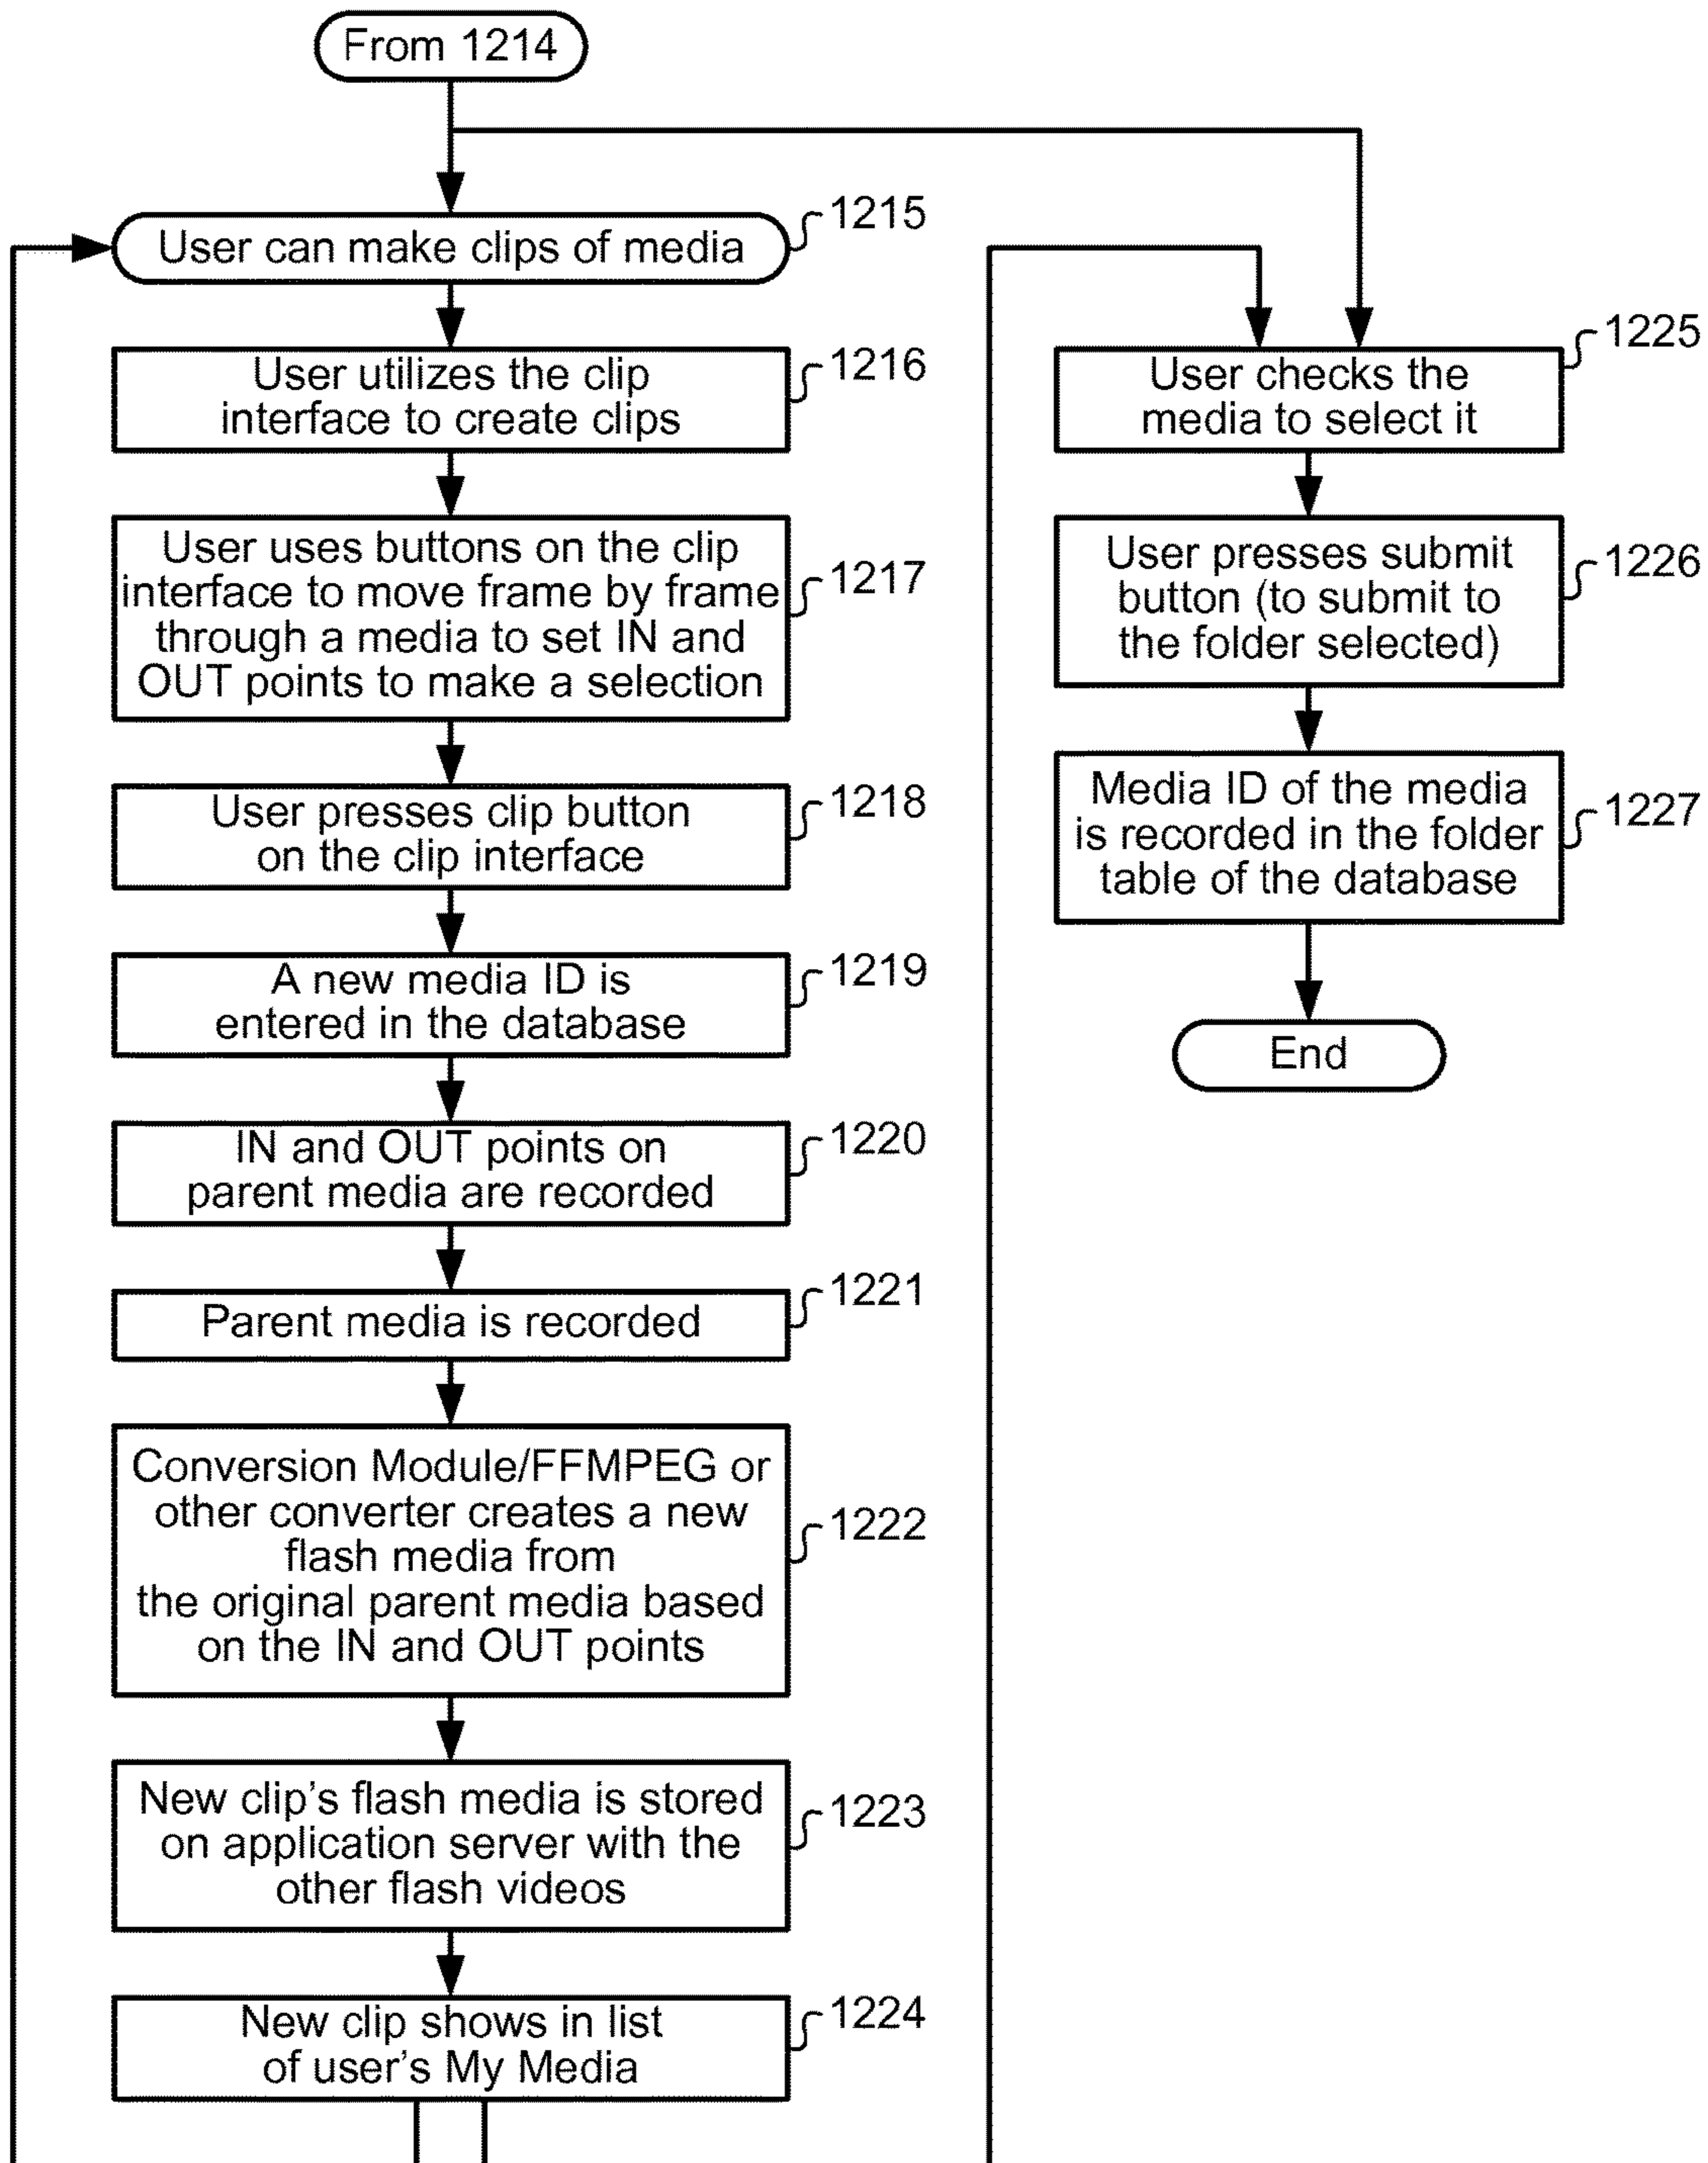 From 1214
User can make clips of media
1215
User utilizes the clip
interface to create clips
1216
User uses buttons on the clip
interface to move frame by frame
through a media to set IN and
OUT points to make a selection
1217
User presses clip button
on the clip interface
1218
A new media ID is
entered in the database
1219
IN and OUT points on
parent media are recorded
1220
Parent media is recorded
1221
Conversion Module/FFMPEG or
other converter creates a new
flash media from
the original parent media based
on the IN and OUT points
1222
New clip's flash media is stored
on application server with the
other flash videos
1223
New clip shows in list
of user's My Media
1224
User checks the
media to select it
1225
User presses submit
button (to submit to
the folder selected)
1226
Media ID of the media
is recorded in the folder
table of the database
1227
End